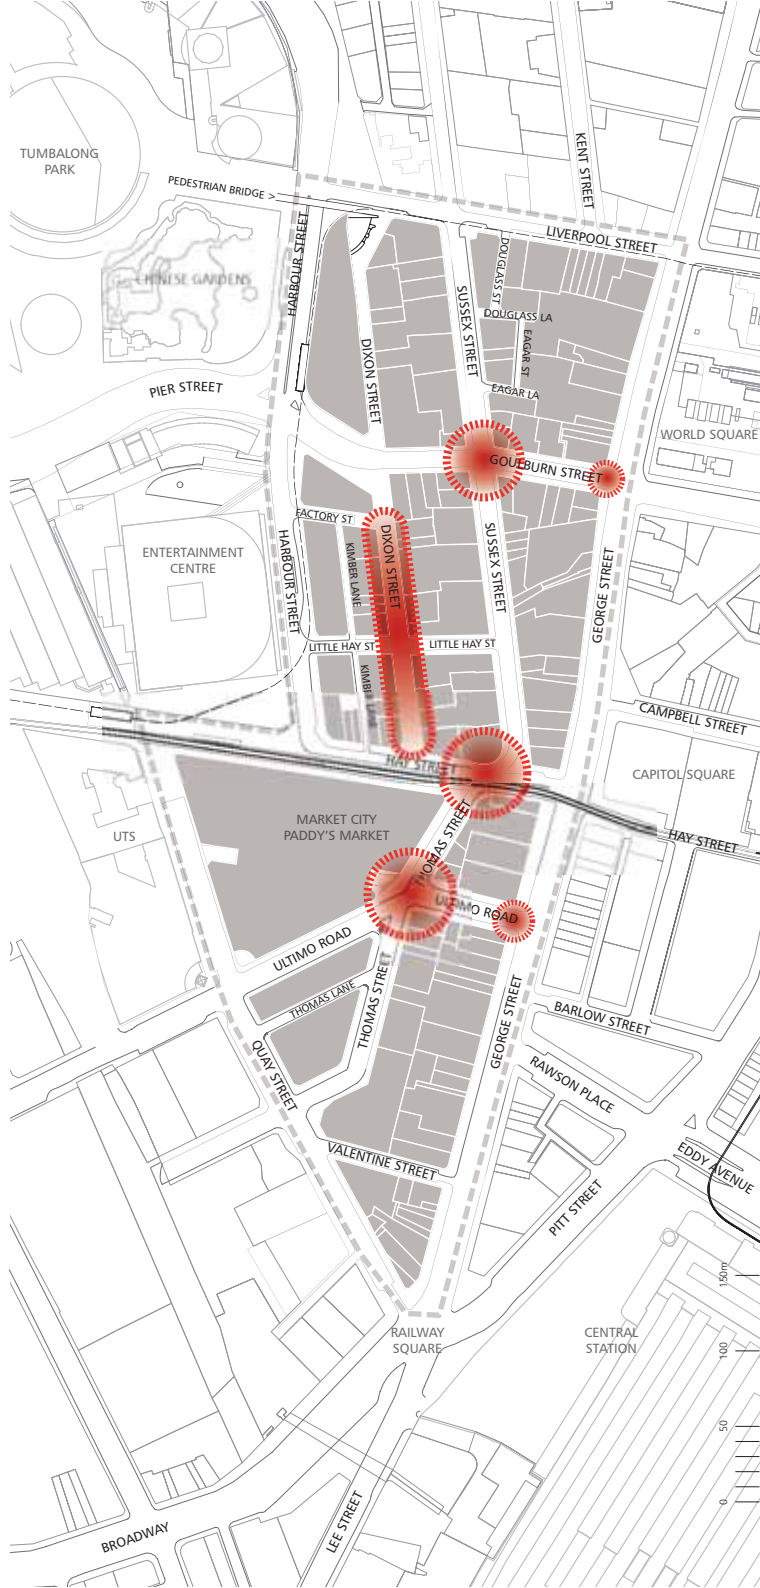 TUMBALONG
PARK
PEDESTRIAN BRIDGE >
KENT STREET
LIVERPOOL STREET
HARBOUR STREET
CHINESE GARDENS
DOUGLASS ST
DOUGLASS LA
SUSSEX STREET
EAGAR ST
EAGAR LA
DIXON STREET
PIER STREET
WORLD SQUARE
GOULBURN STREET
FACTORY ST
DIXON STREET
KIMBER LANE
HARBOUR STREET
ENTERTAINMENT
CENTRE
SUSSEX STREET
GEORGE STREET
LITTLE HAY ST
LITTLE HAY ST
KIMBER LANE
CAMPBELL STREET
HAY STREET
CAPITOL SQUARE
MARKET CITY
PADDY'S MARKET
UTS
HAY STREET
THOMAS STREET
ULTIMO ROAD
ULTIMO ROAD
THOMAS LANE
THOMAS STREET
GEORGE STREET
BARLOW STREET
QUAY STREET
RAWSON PLACE
VALENTINE STREET
EDDY AVENUE
PITT STREET
RAILWAY
SQUARE
CENTRAL
STATION
150m
100
50
0
BROADWAY
LEE STREET